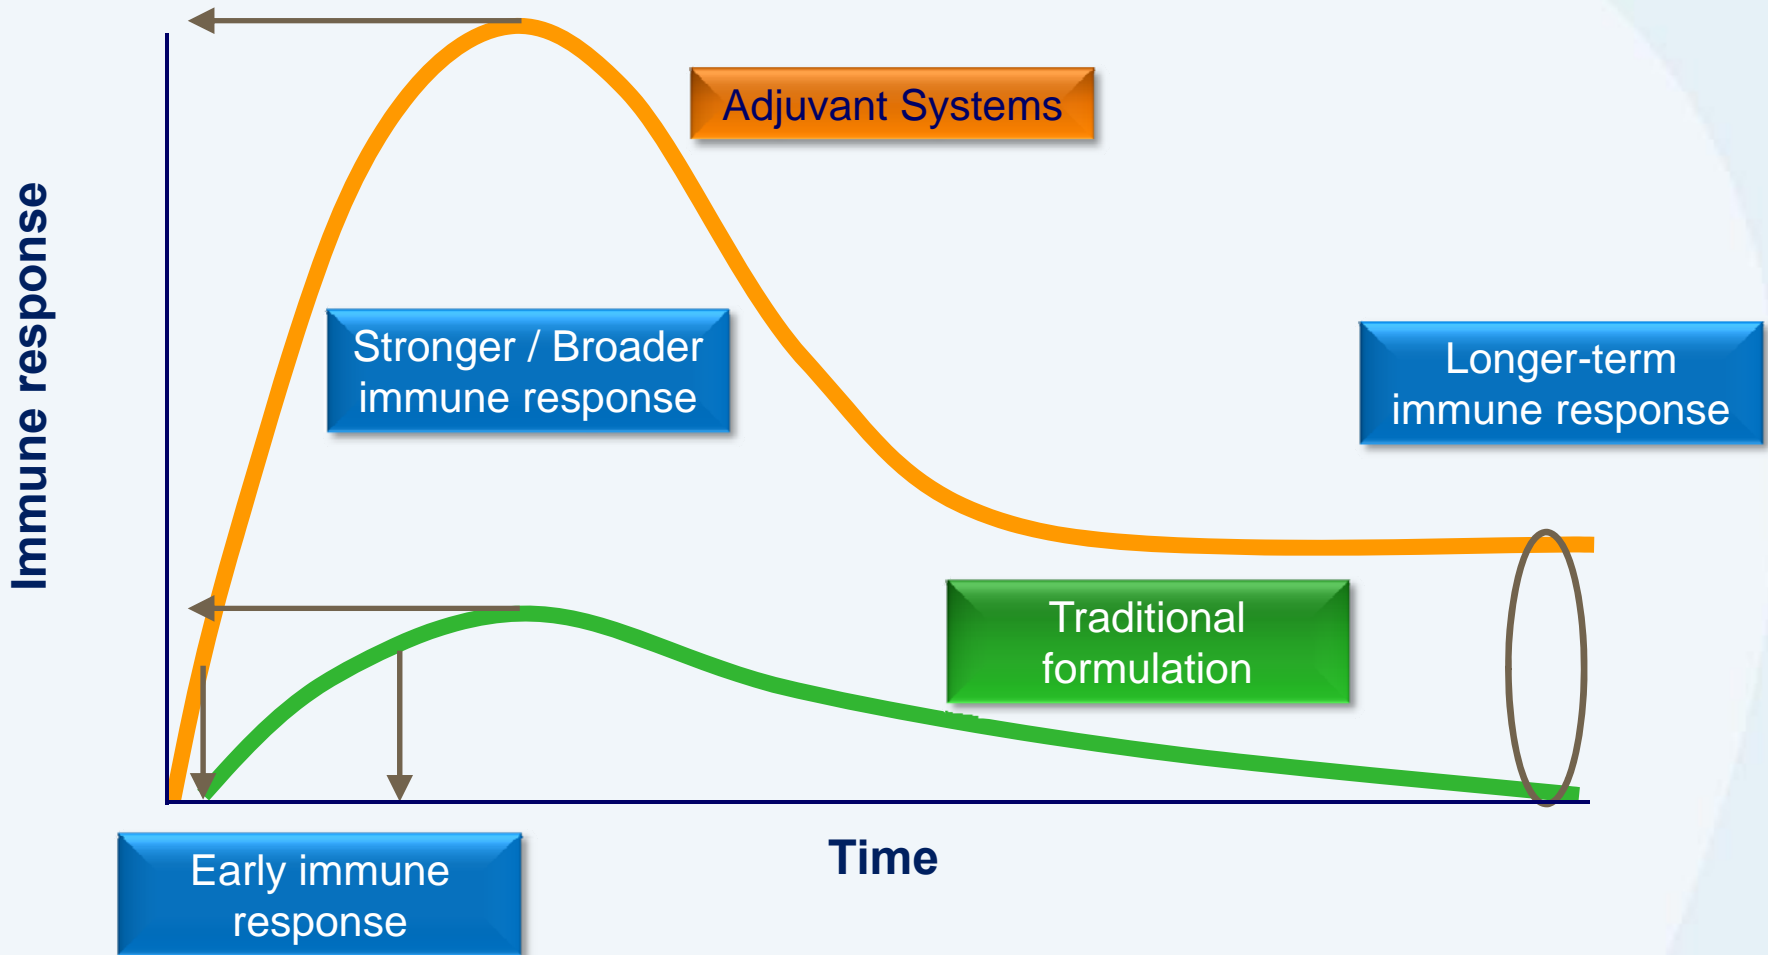 Adjuvant Systems
Immune response
Stronger / Broader
immune response
Longer-term
immune response
Traditional
formulation
Time
Early immune
response